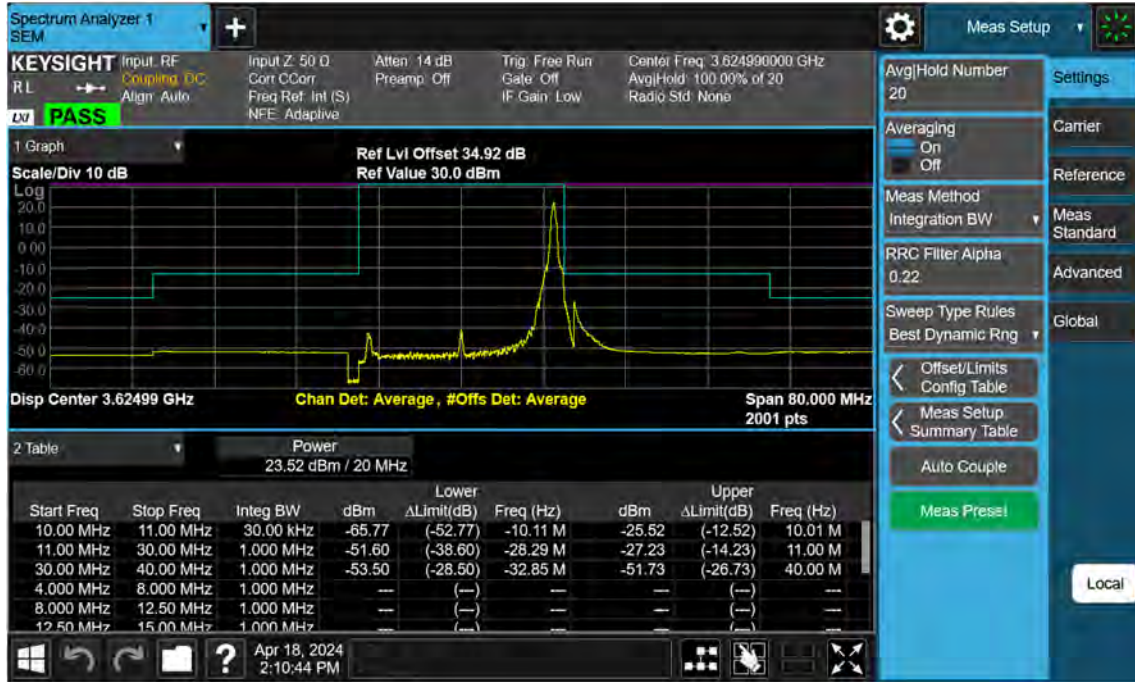 Spectrum Analyzer 1
SEM
+
Meas Setup
KEYSIGHT
RL
LXI
PASS
Input: RF
Coupling: DC
Align: Auto
Input Z: 50 Ω
Corr CCorr
Freq Ref: Int (S)
NFE: Adaptive
Atten: 14 dB
Preamp: Off
Trig: Free Run
Gate: Off
IF Gain: Low
Center Freq: 3.624990000 GHz
Avg|Hold: 100.00% of 20
Radio Std: None
1 Graph
Scale/Div 10 dB
Ref Lvl Offset 34.92 dB
Ref Value 30.0 dBm
Log
20.0
10.0
0.00
-10.0
-20.0
-30.0
-40.0
-50.0
-60.0
Disp Center 3.62499 GHz
Chan Det: Average, #Offs Det: Average
Span 80.000 MHz
2001 pts
2 Table
Power
23.52 dBm / 20 MHz
Lower Upper
Start Freq Stop Freq Integ BW dBm ΔLimit(dB) Freq (Hz) dBm ΔLimit(dB) Freq (Hz)
10.00 MHz 11.00 MHz 30.00 kHz -65.77 (-52.77) -10.11 M -25.52 (-12.52) 10.01 M
11.00 MHz 30.00 MHz 1.000 MHz -51.60 (-38.60) -28.29 M -27.23 (-14.23) 11.00 M
30.00 MHz 40.00 MHz 1.000 MHz -53.50 (-28.50) -32.85 M -51.73 (-26.73) 40.00 M
4.000 MHz 8.000 MHz 1.000 MHz --- (---) --- --- (---) ---
8.000 MHz 12.50 MHz 1.000 MHz --- (---) --- --- (---) ---
12.50 MHz 15.00 MHz 1.000 MHz --- (---) --- --- (---) ---
?
Apr 18, 2024
2:10:44 PM
Avg|Hold Number
20
Averaging
On
Off
Meas Method
Integration BW
RRC Filter Alpha
0.22
Sweep Type Rules
Best Dynamic Rng
Offset/Limits
Config Table
Meas Setup
Summary Table
Auto Couple
Meas Preset
Settings
Carrier
Reference
Meas
Standard
Advanced
Global
Local